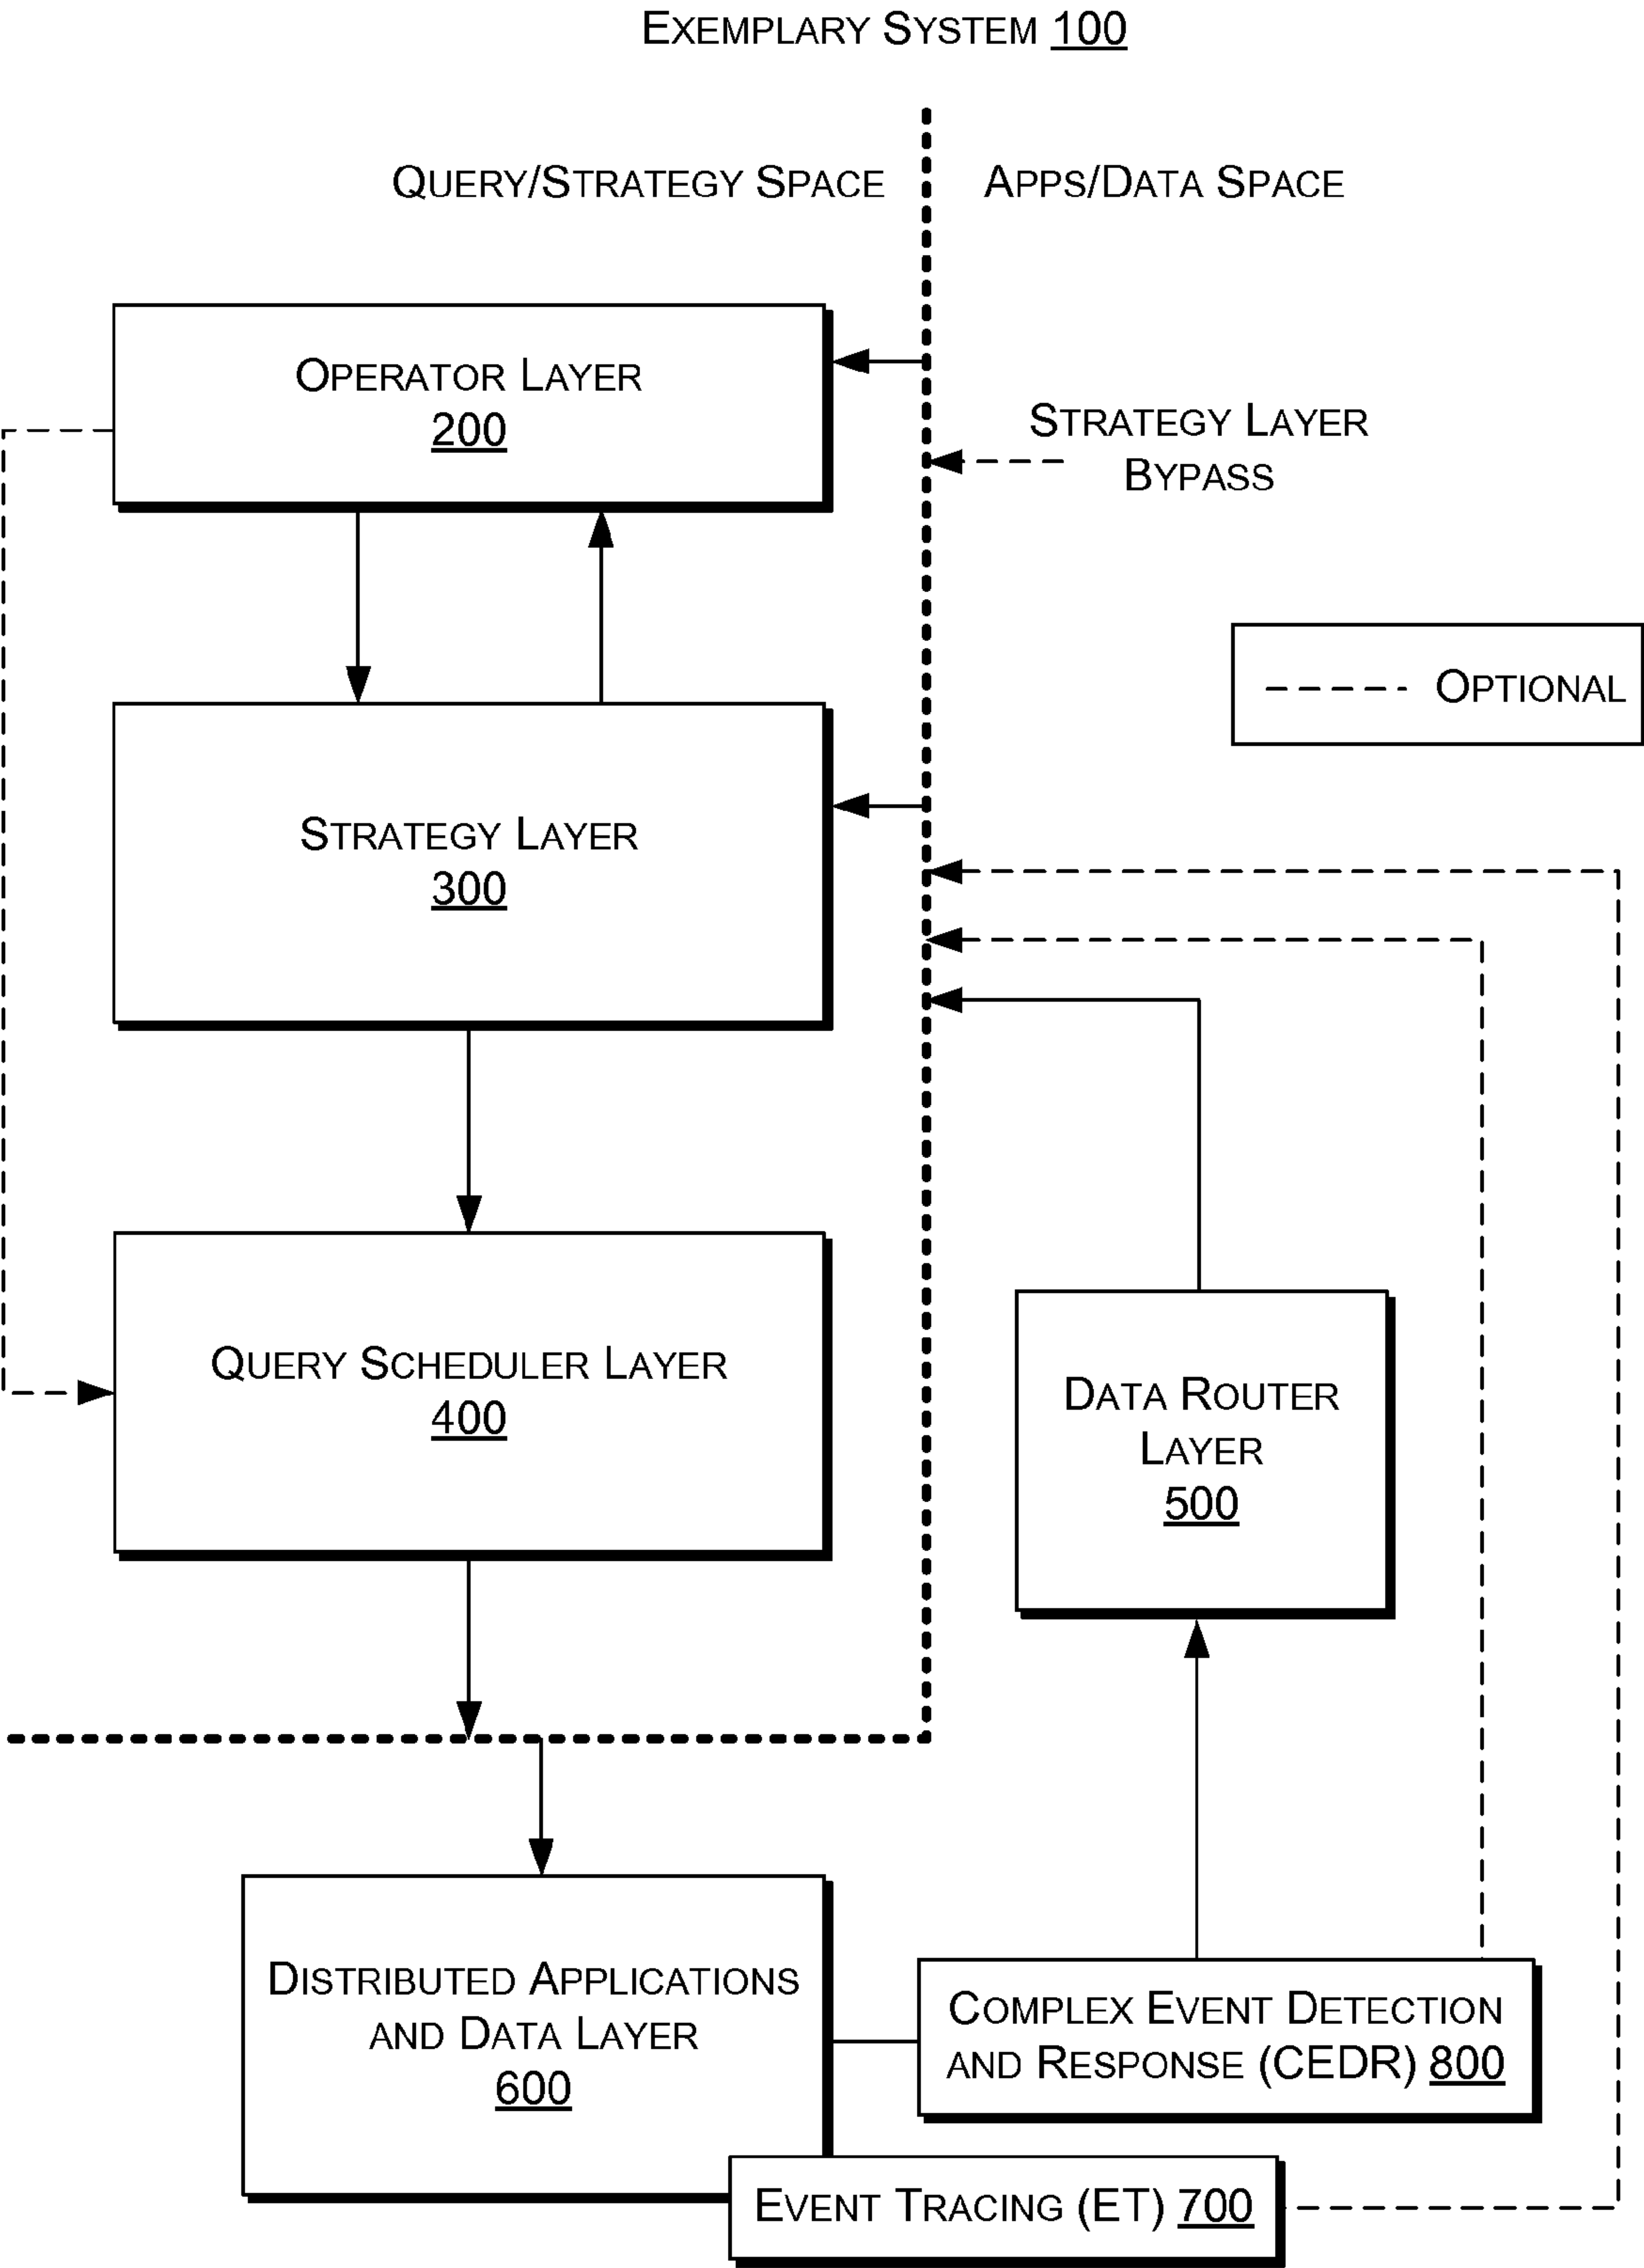 EXEMPLARY SYSTEM 100
QUERY/STRATEGY SPACE
APPS/DATA SPACE
OPERATOR LAYER
200
STRATEGY LAYER
BYPASS
OPTIONAL
STRATEGY LAYER
300
QUERY SCHEDULER LAYER
400
DATA ROUTER
LAYER
500
DISTRIBUTED APPLICATIONS
AND DATA LAYER
600
COMPLEX EVENT DETECTION
AND RESPONSE (CEDR) 800
EVENT TRACING (ET) 700